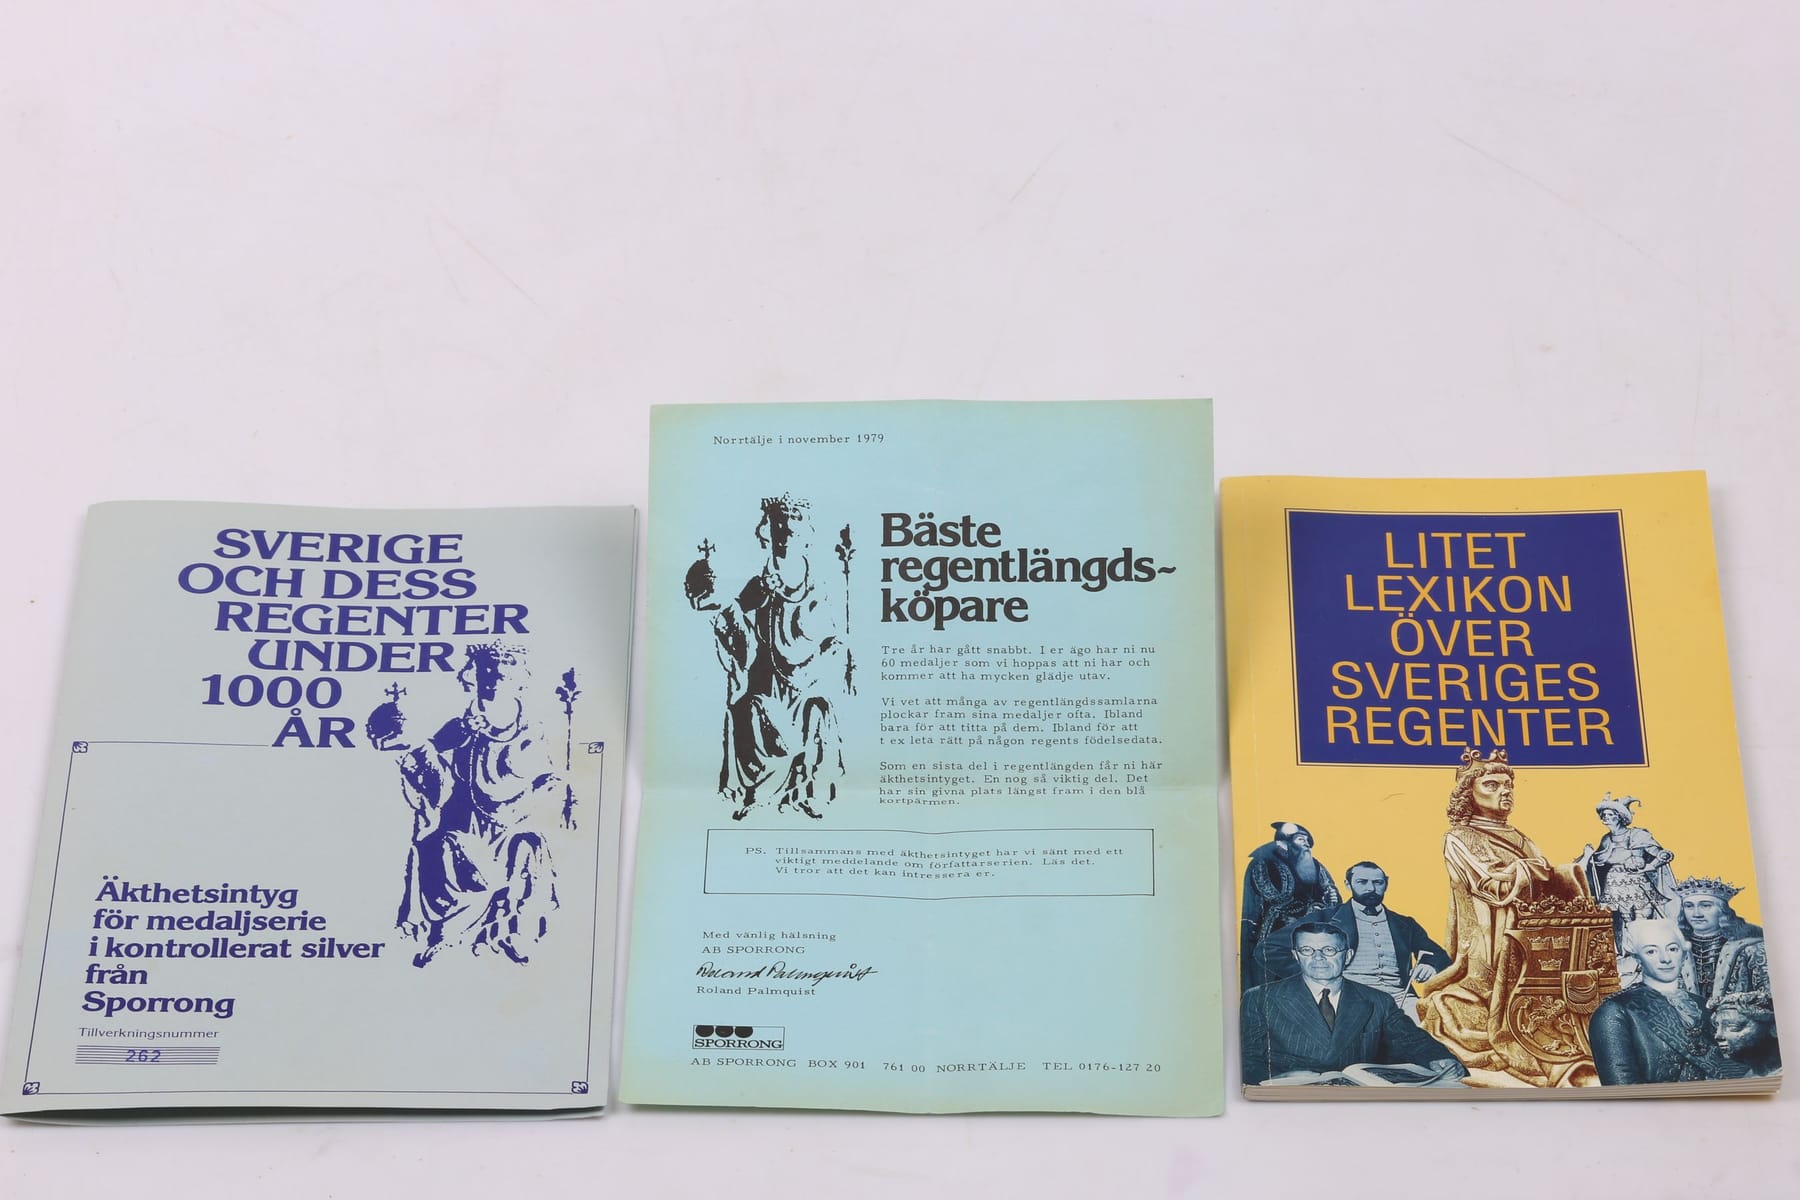 SVERIGE
OCH DESS
REGENTER
UNDER
1000
ÅR
Äkthetsintyg
för medaljserie
i kontrollerat silver
från
Sporrong
Tillverkningsnummer
262
Norrtälje i november 1979
Bäste
regentlängds-
köpare
Tre år har gått snabbt. I er ägo har ni nu
60 medaljer som vi hoppas att ni har och
kommer att ha mycken glädje utav.
Vi vet att många av regentlängdssamlarna
plockar fram sina medaljer ofta. Ibland
bara för att titta på dem. Ibland för att
t ex leta rätt på någon regents födelsedata.
Som en sista del i regentlängden får ni här
äkthetsintyget. En nog så viktig del. Det
har sin givna plats längst fram i den blå
kortpärmen.
PS. Tillsammans med äkthetsintyget har vi sänt med ett
viktigt meddelande om författarserien. Läs det.
Vi tror att det kan intressera er.
Med vänlig hälsning
AB SPORRONG
Roland Palmquist
Roland Palmquist
SPORRONG
AB SPORRONG BOX 901 761 00 NORRTÄLJE TEL 0176-127 20
LITET
LEXIKON
ÖVER
SVERIGES
REGENTER